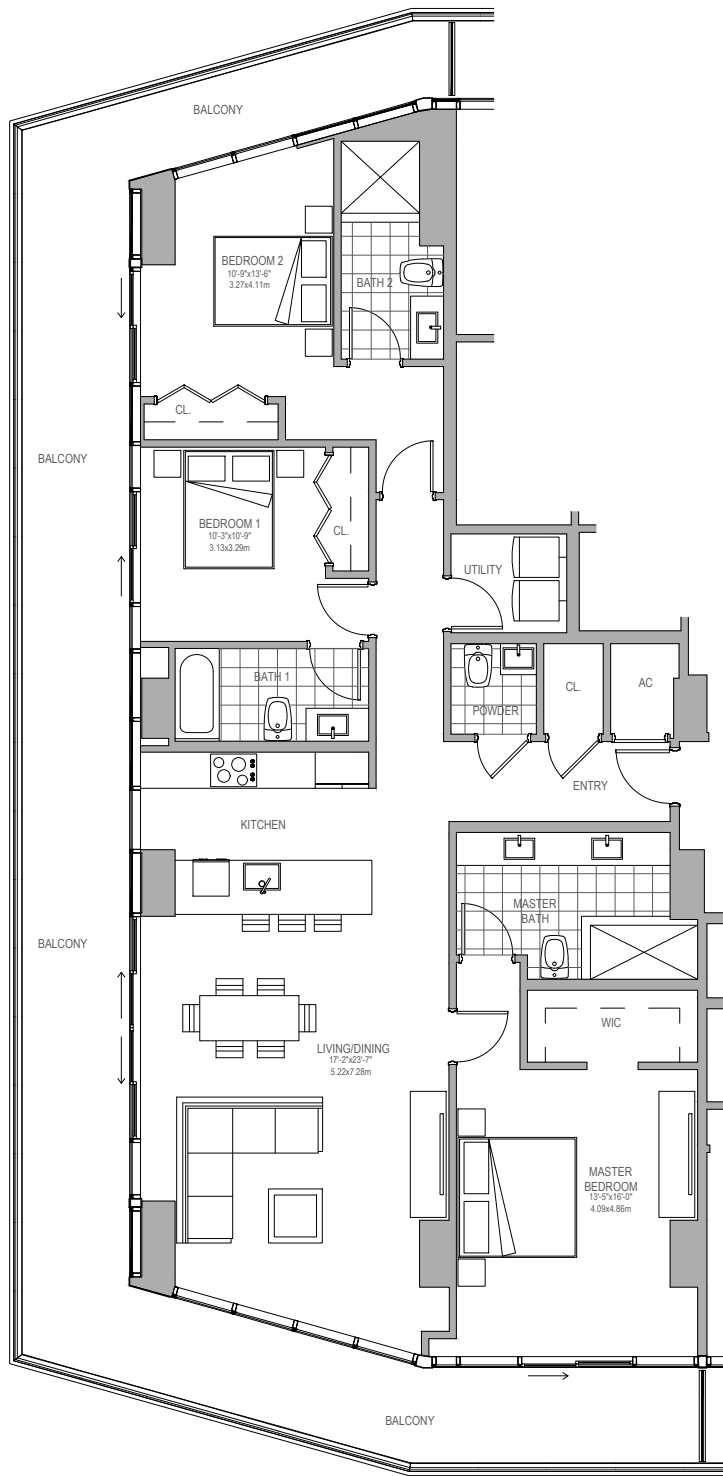 BALCONY
BEDROOM 2
10'-9"x13'-6"
3.27x4.11m
BATH 2
CL.
BALCONY
BEDROOM 1
10'-3"x10'-9"
3.13x3.29m
CL.
UTILITY
BATH 1
POWDER
CL.
AC
ENTRY
KITCHEN
MASTER
BATH
BALCONY
WIC
LIVING/DINING
17'-2"x23'-7"
5.22x7.28m
MASTER
BEDROOM
13'-5"x16'-0"
4.09x4.86m
BALCONY